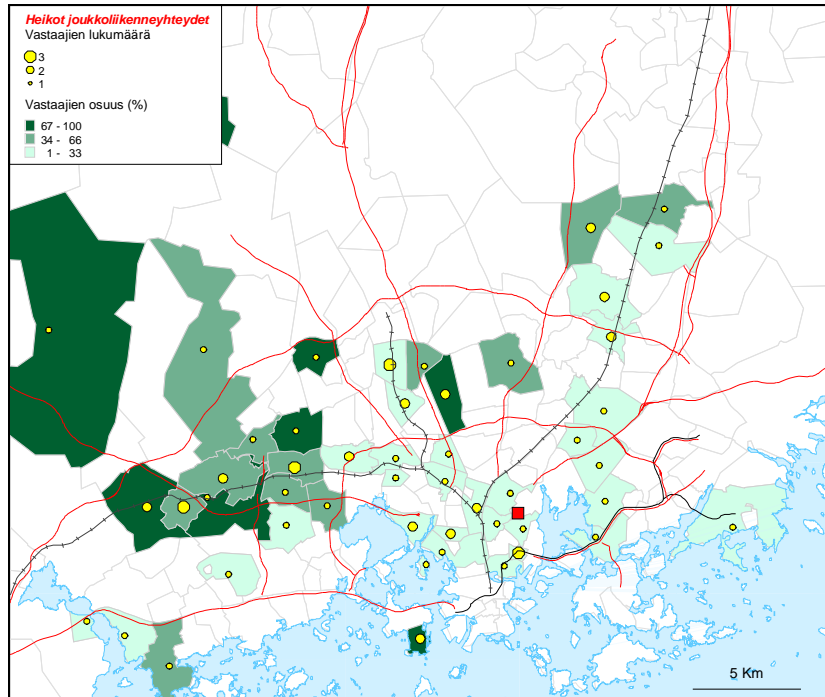 Heikot joukkoliikenneyhteydet
Vastaajien lukumäärä
3
2
1
Vastaajien osuus (%)
67 - 100
34 - 66
1 - 33
5 Km